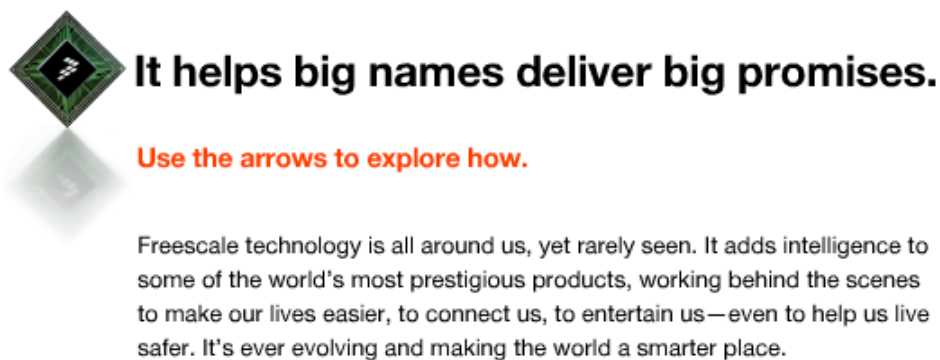 It helps big names deliver big promises.
Use the arrows to explore how.
Freescale technology is all around us, yet rarely seen. It adds intelligence to
some of the world's most prestigious products, working behind the scenes
to make our lives easier, to connect us, to entertain us—even to help us live
safer. It's ever evolving and making the world a smarter place.